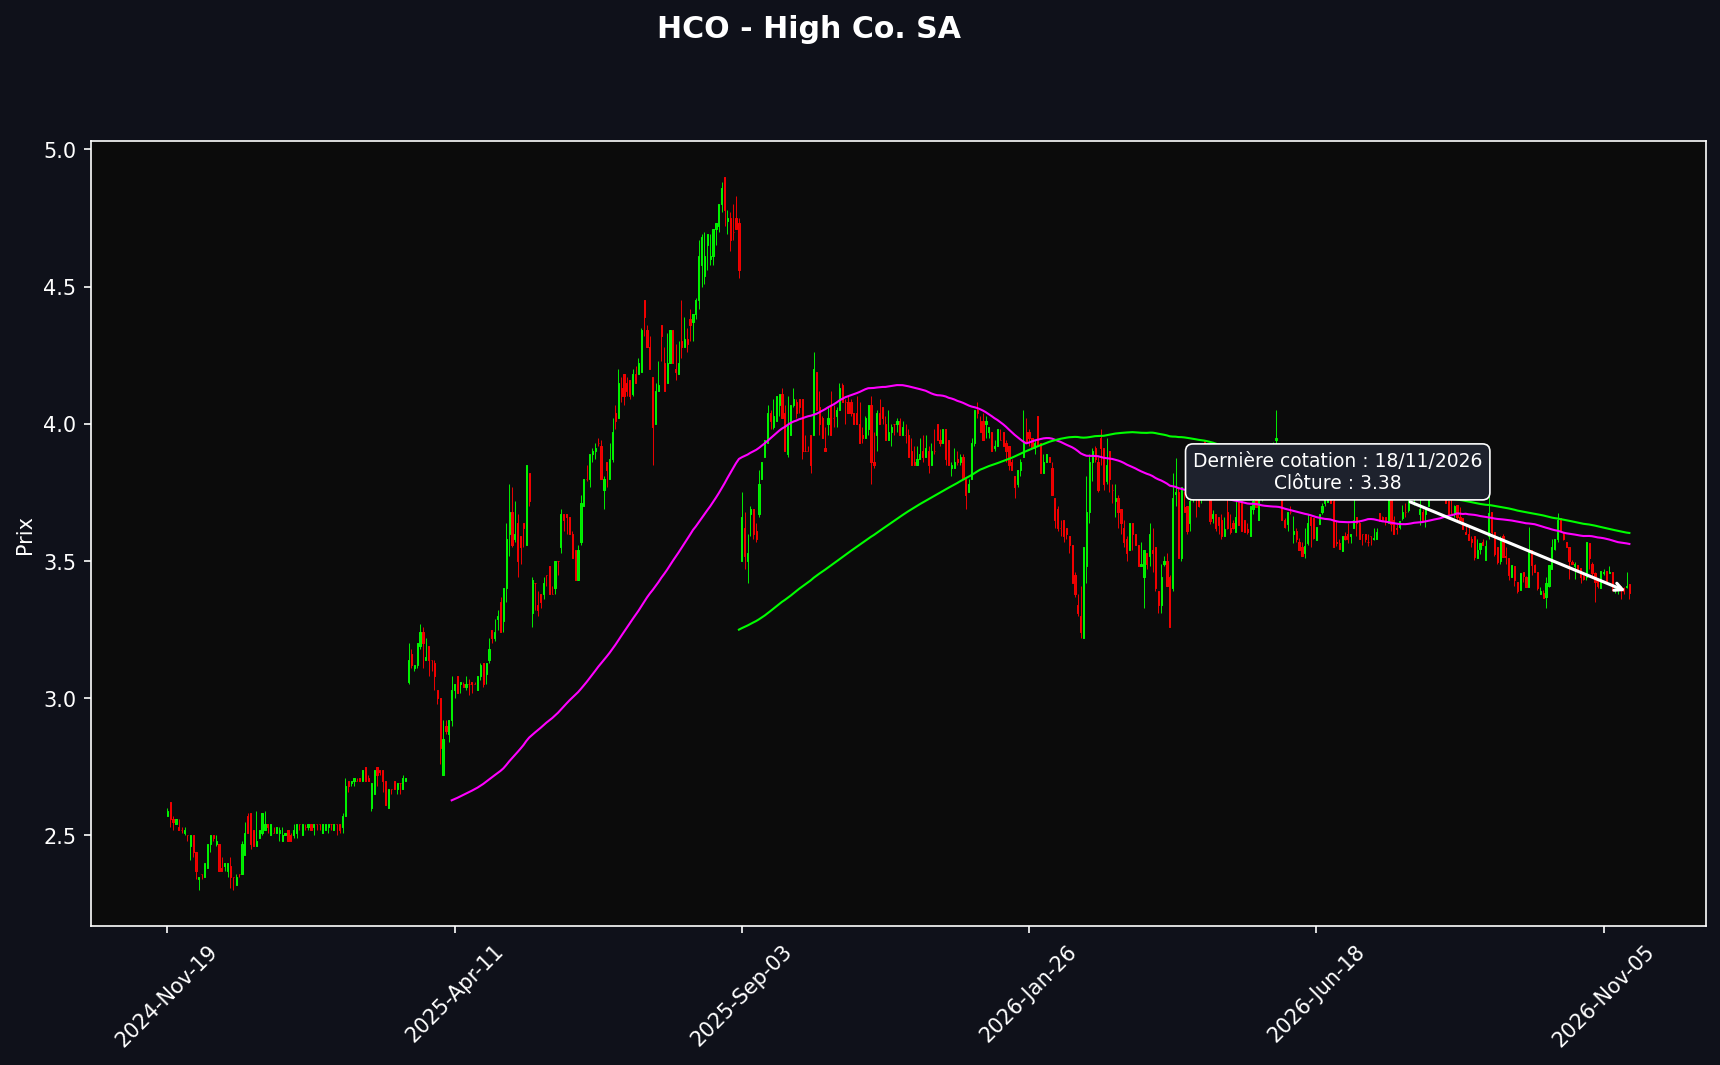 HCO - High Co. SA
5.0
4.5
4.0
3.5
3.0
2.5
Prix
Dernière cotation : 18/11/2026
Clôture : 3.38
2024-Nov-19
2025-Apr-11
2025-Sep-03
2026-Jan-26
2026-Jun-18
2026-Nov-05